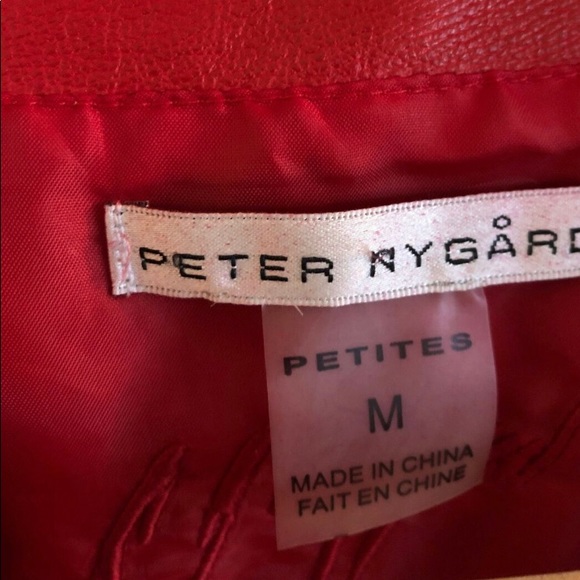 PETER NYGÅRD
PETITES
M
MADE IN CHINA
FAIT EN CHINE